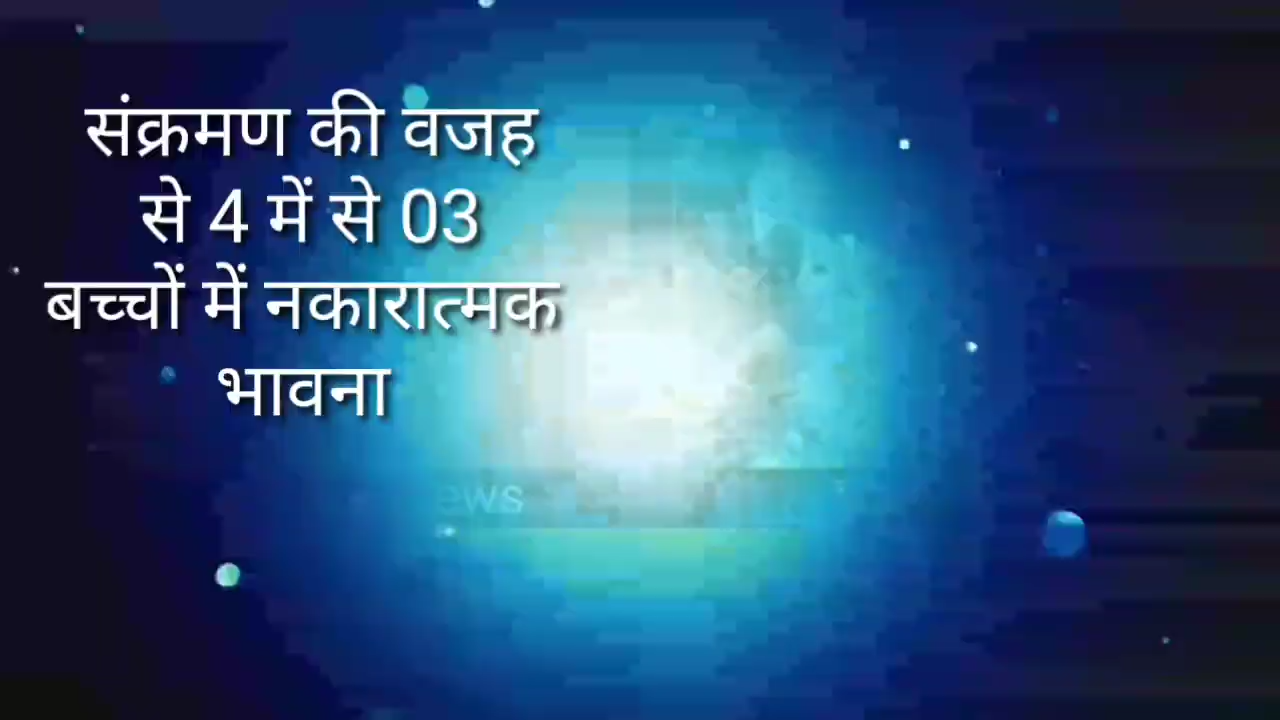 संक्रमण की वजह
से 4 में से 03
बच्चों में नकारात्मक
भावना